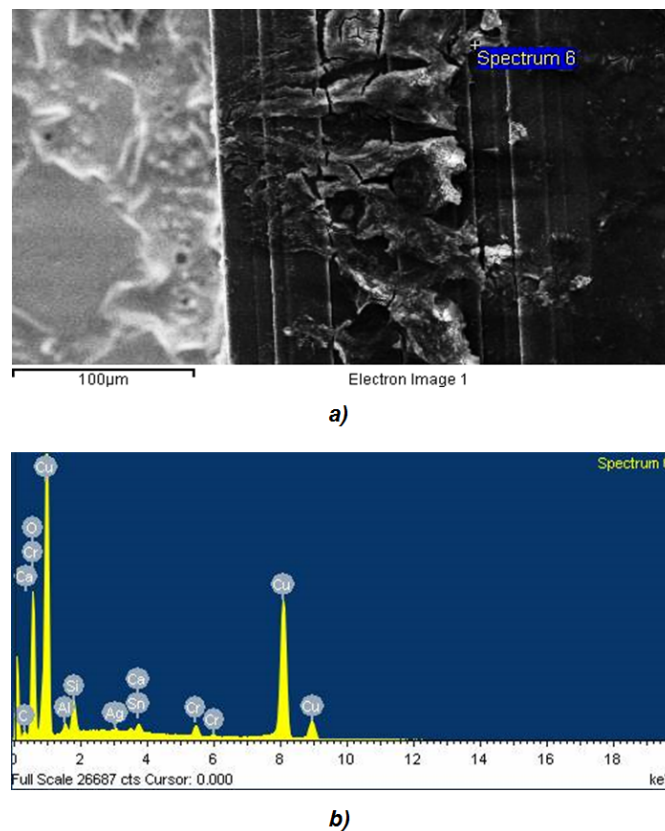 Spectrum 6
100µm Electron Image 1
a)
Spectrum
Cu
O
Cr
Ca
Ca
Cu
Si
Sn
Al
Ag
Cr
Cr
Cu
C
0 2 4 6 8 10 12 14 16 18
Full Scale 26687 cts Cursor: 0.000 ke
b)